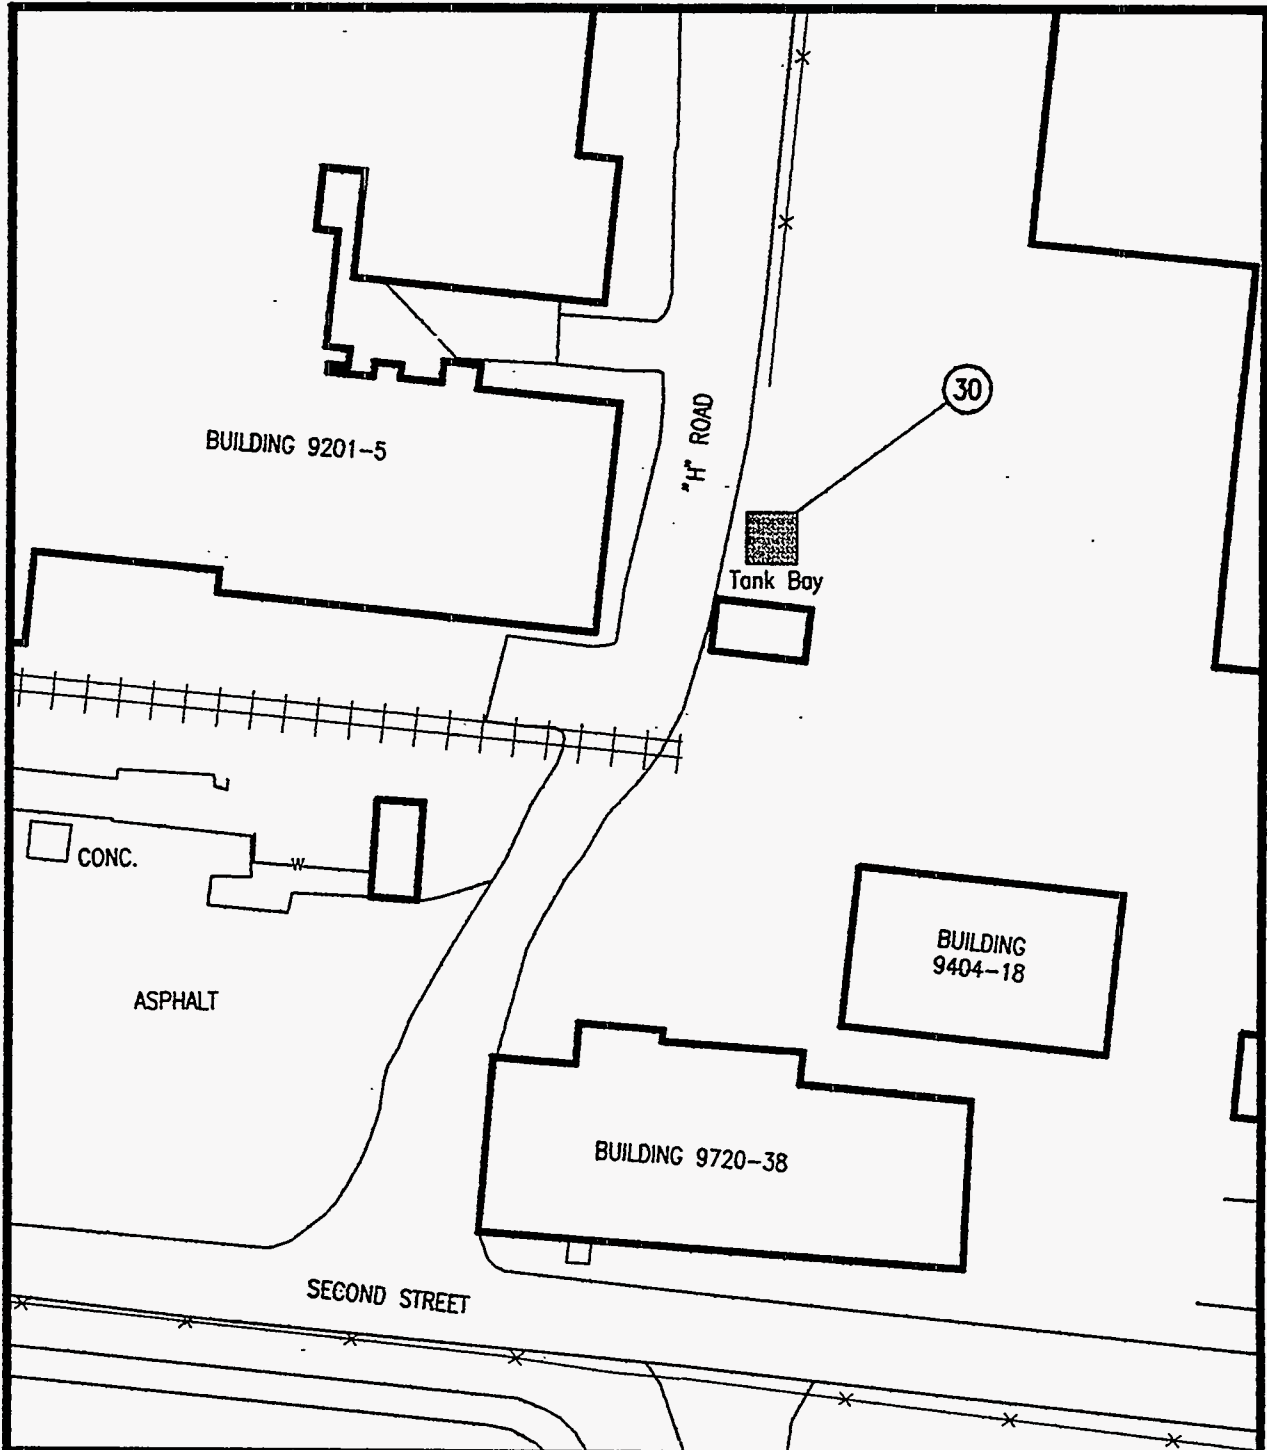 30
"H" ROAD
BUILDING 9201-5
Tank Bay
CONC.
W
BUILDING
9404-18
ASPHALT
BUILDING 9720-38
SECOND STREET